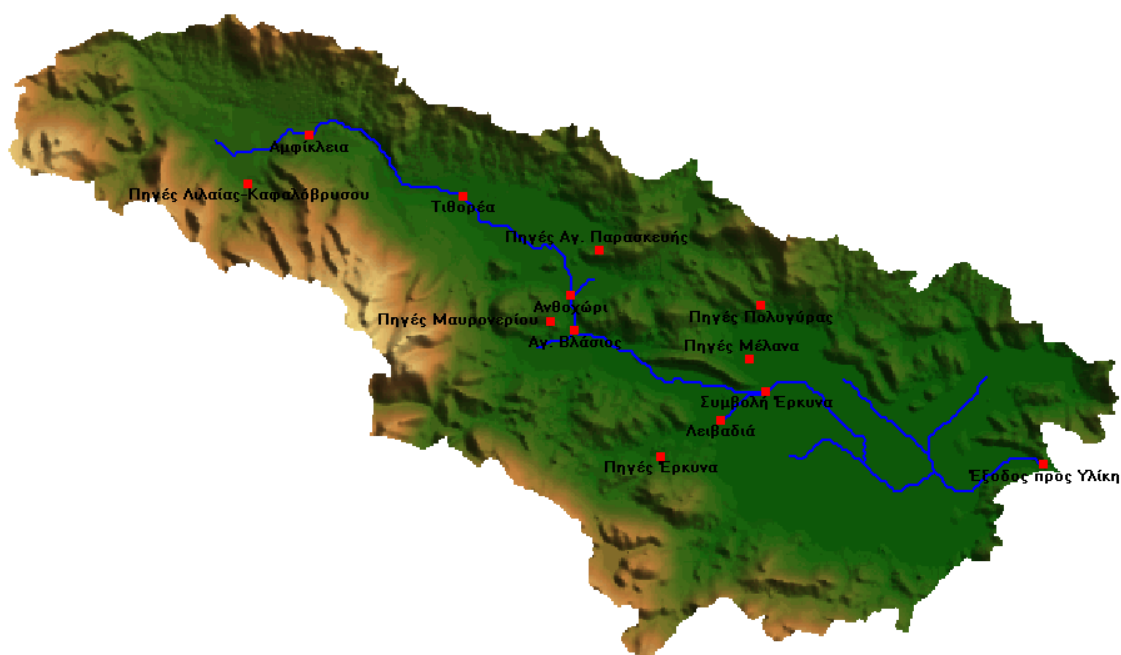 Αμφίκλεια
Πηγές Λιλαίας-Καφαλόβρυσου
Τιθορέα
Πηγές Αγ. Παρασκευής
Ανθοχώρι
Πηγές Μαυρονερίου
Πηγές Πολυγύρας
Αγ. Βλάσιος
Πηγές Μέλανα
Συμβολή Έρκυνα
Λειβαδιά
Πηγές Έρκυνα
Έξοδος προς Υλίκη